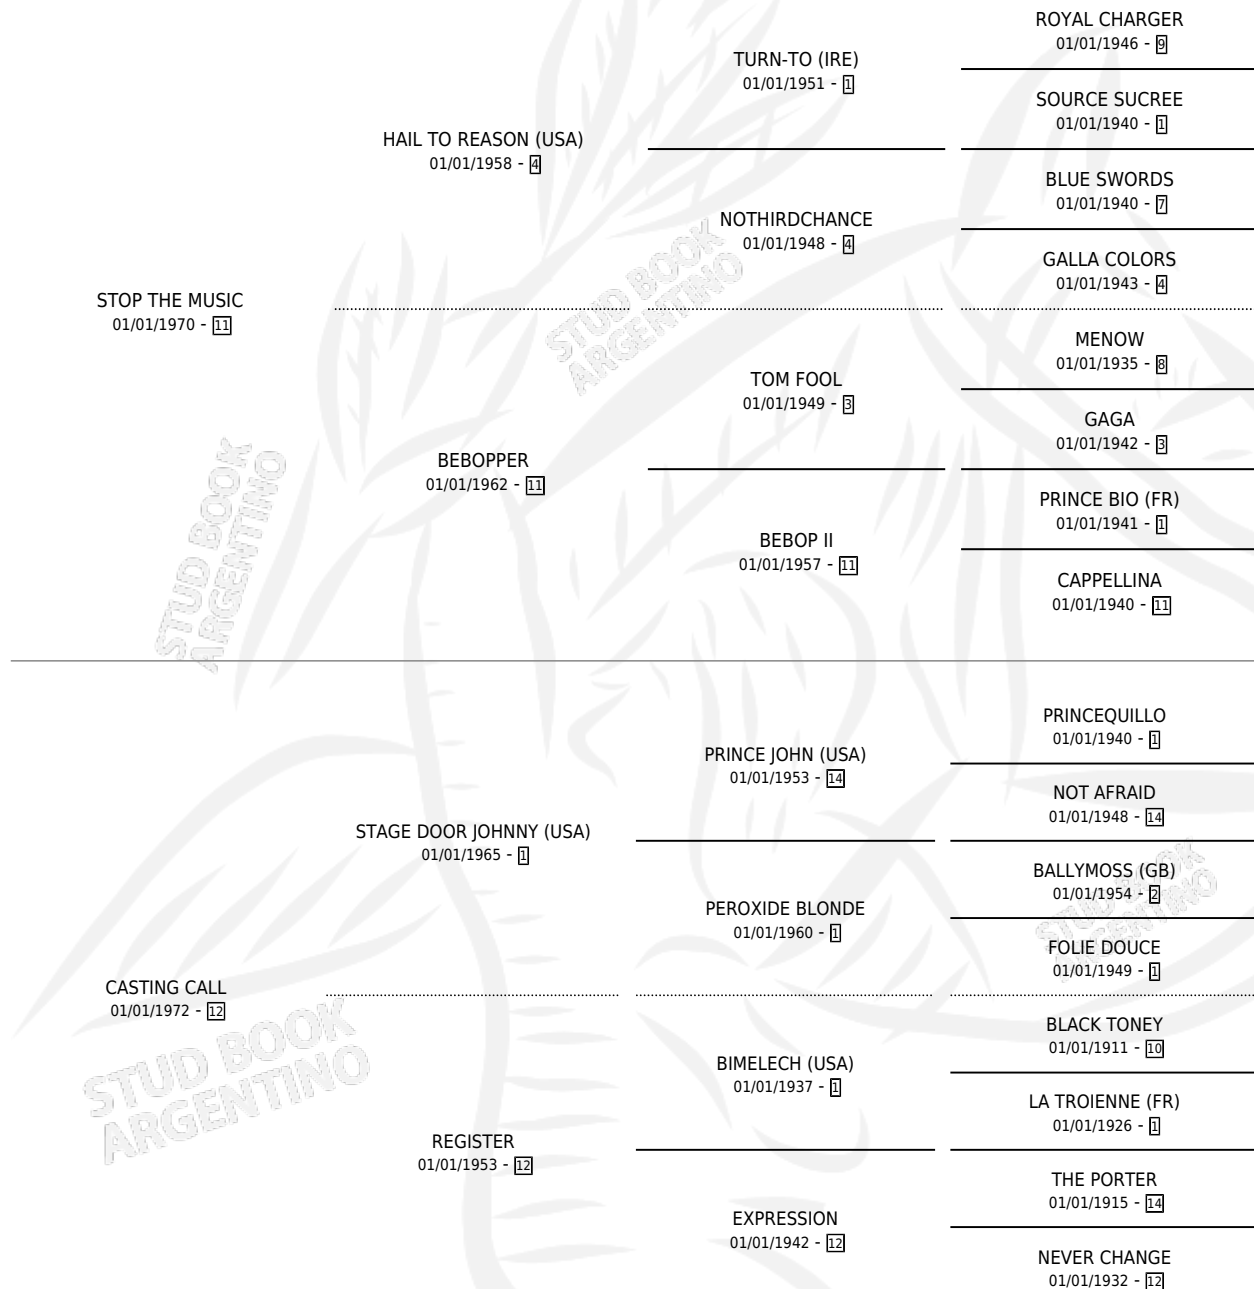 ROYAL CHARGER
01/01/1946 - 9
TURN-TO (IRE)
01/01/1951 - 1
SOURCE SUCREE
01/01/1940 - 1
HAIL TO REASON (USA)
01/01/1958 - 4
BLUE SWORDS
01/01/1940 - 7
NOTHIRDCHANCE
01/01/1948 - 4
GALLA COLORS
01/01/1943 - 4
STOP THE MUSIC
01/01/1970 - 11
MENOW
01/01/1935 - 8
TOM FOOL
01/01/1949 - 3
GAGA
01/01/1942 - 3
BEBOPPER
01/01/1962 - 11
PRINCE BIO (FR)
01/01/1941 - 1
BEBOP II
01/01/1957 - 11
CAPPELLINA
01/01/1940 - 11
PRINCEQUILLO
01/01/1940 - 1
PRINCE JOHN (USA)
01/01/1953 - 14
NOT AFRAID
01/01/1948 - 14
STAGE DOOR JOHNNY (USA)
01/01/1965 - 1
BALLYMOSS (GB)
01/01/1954 - 2
PEROXIDE BLONDE
01/01/1960 - 1
FOLIE DOUCE
01/01/1949 - 1
CASTING CALL
01/01/1972 - 12
BLACK TONEY
01/01/1911 - 10
BIMELECH (USA)
01/01/1937 - 1
LA TROIENNE (FR)
01/01/1926 - 1
REGISTER
01/01/1953 - 12
THE PORTER
01/01/1915 - 14
EXPRESSION
01/01/1942 - 12
NEVER CHANGE
01/01/1932 - 12
STUD BOOK
ARGENTINO
STUD BOOK
ARGENTINO
STUD BOOK
ARGENTINO
STUD BOOK
ARGENTINO